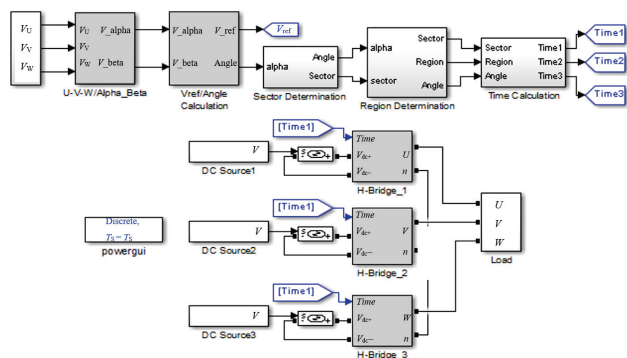 V_U
V_V
V_W
V_U
V_V
V_W
V_alpha
V_beta
U-V-W/Alpha_Beta
V_alpha
V_beta
V_ref
Angle
Vref/Angle
Calculation
V_ref
alpha
Angle
Sector
Sector Determination
alpha
sector
Sector
Region
Angle
Region Determination
Sector
Region
Angle
Time1
Time2
Time3
Time Calculation
Time1
Time2
Time3
[Time1]
V
DC Source1
s
+
Time
V_dc+
V_dc−
U
n
H-Bridge_1
[Time1]
V
DC Source2
s
+
Time
V_dc+
V_dc−
V
n
H-Bridge_2
[Time1]
V
DC Source3
s
+
Time
V_dc+
V_dc−
W
n
H-Bridge_3
U
V
W
Load
Discrete,
T_S = T_S
powergui